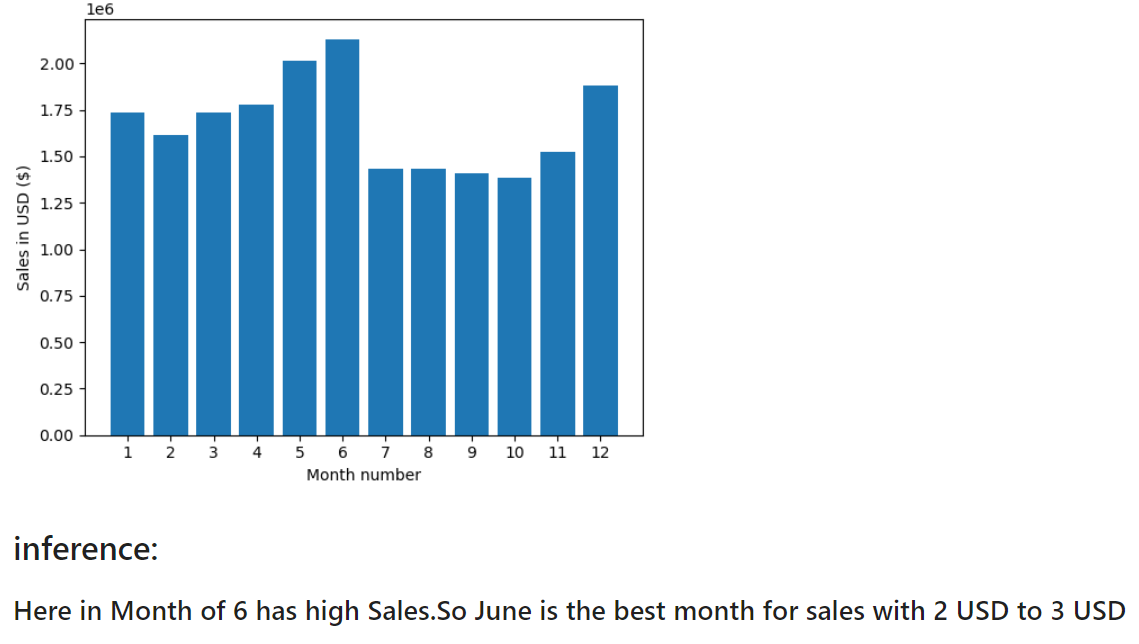 1e6
2.00
1.75
1.50
1.25
1.00
0.75
0.50
0.25
0.00
Sales in USD ($)
1 2 3 4 5 6 7 8 9 10 11 12
Month number
inference:
Here in Month of 6 has high Sales.So June is the best month for sales with 2 USD to 3 USD